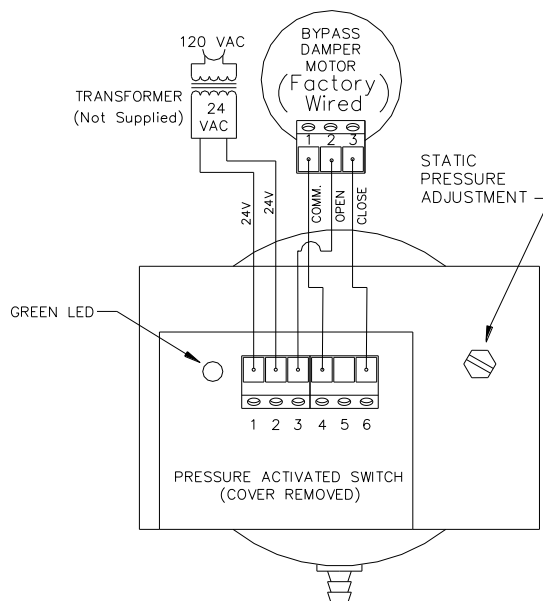 120 VAC
TRANSFORMER
(Not Supplied)
24
VAC
BYPASS
DAMPER
MOTOR
(Factory
Wired)
1 2 3
24V
24V
COMM.
OPEN
CLOSE
STATIC
PRESSURE
ADJUSTMENT
GREEN LED
1 2 3 4 5 6
PRESSURE ACTIVATED SWITCH
(COVER REMOVED)